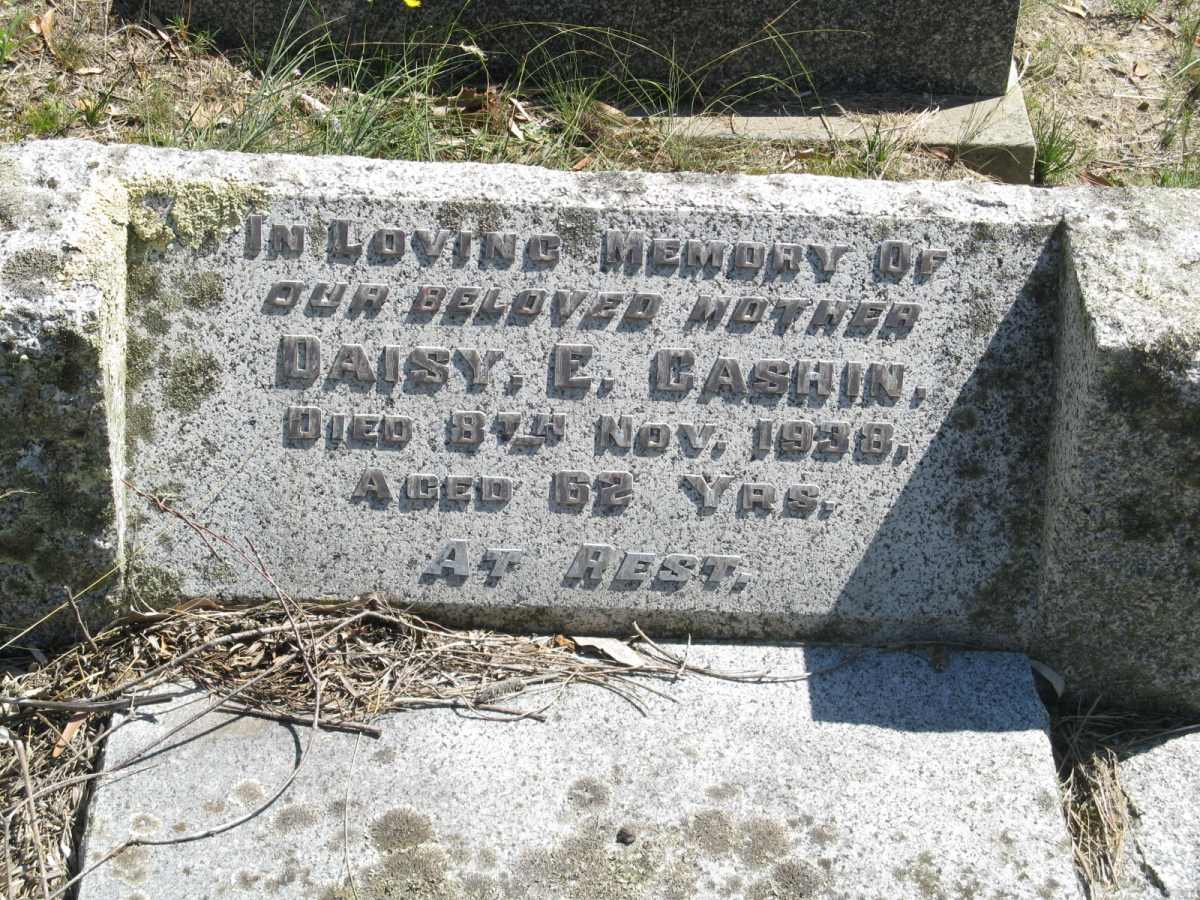 In Loving Memory Of
our beloved mother
Daisy. E. Cashin.
Died 8th Nov. 1938,
Aged 62 Yrs.
At Rest.